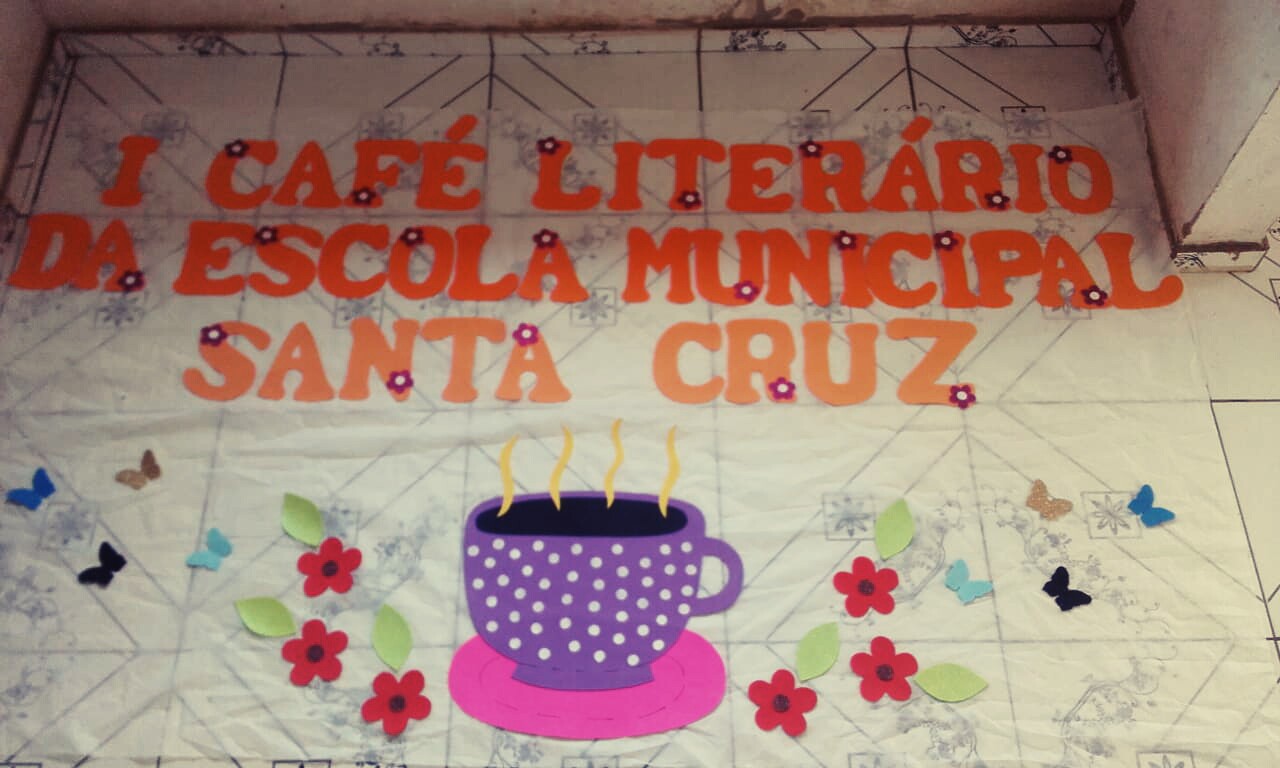 I CAFÉ LITERÁRIO
DA ESCOLA MUNICIPAL
SANTA CRUZ